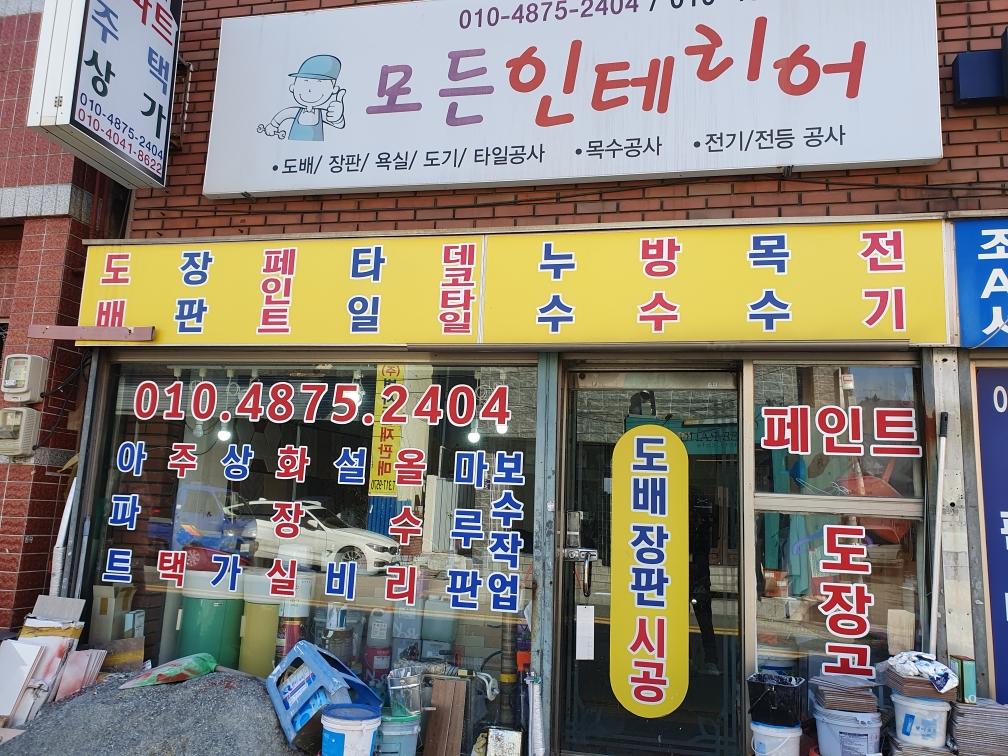 주택
상가
010-4875-2404
010-4041-8622
010-4875-2404 /
모든인테리어
•도배/ 장판/ 욕실/ 도기/ 타일공사 •목수공사 •전기/전등 공사
도배 장판 페인트 타일 데코타일 누수 방수 목수 전기
010.4875.2404
아파트 주택 상가 화장실 설비 올수리 마루판 보수작업
도배장판시공
페인트
도장고